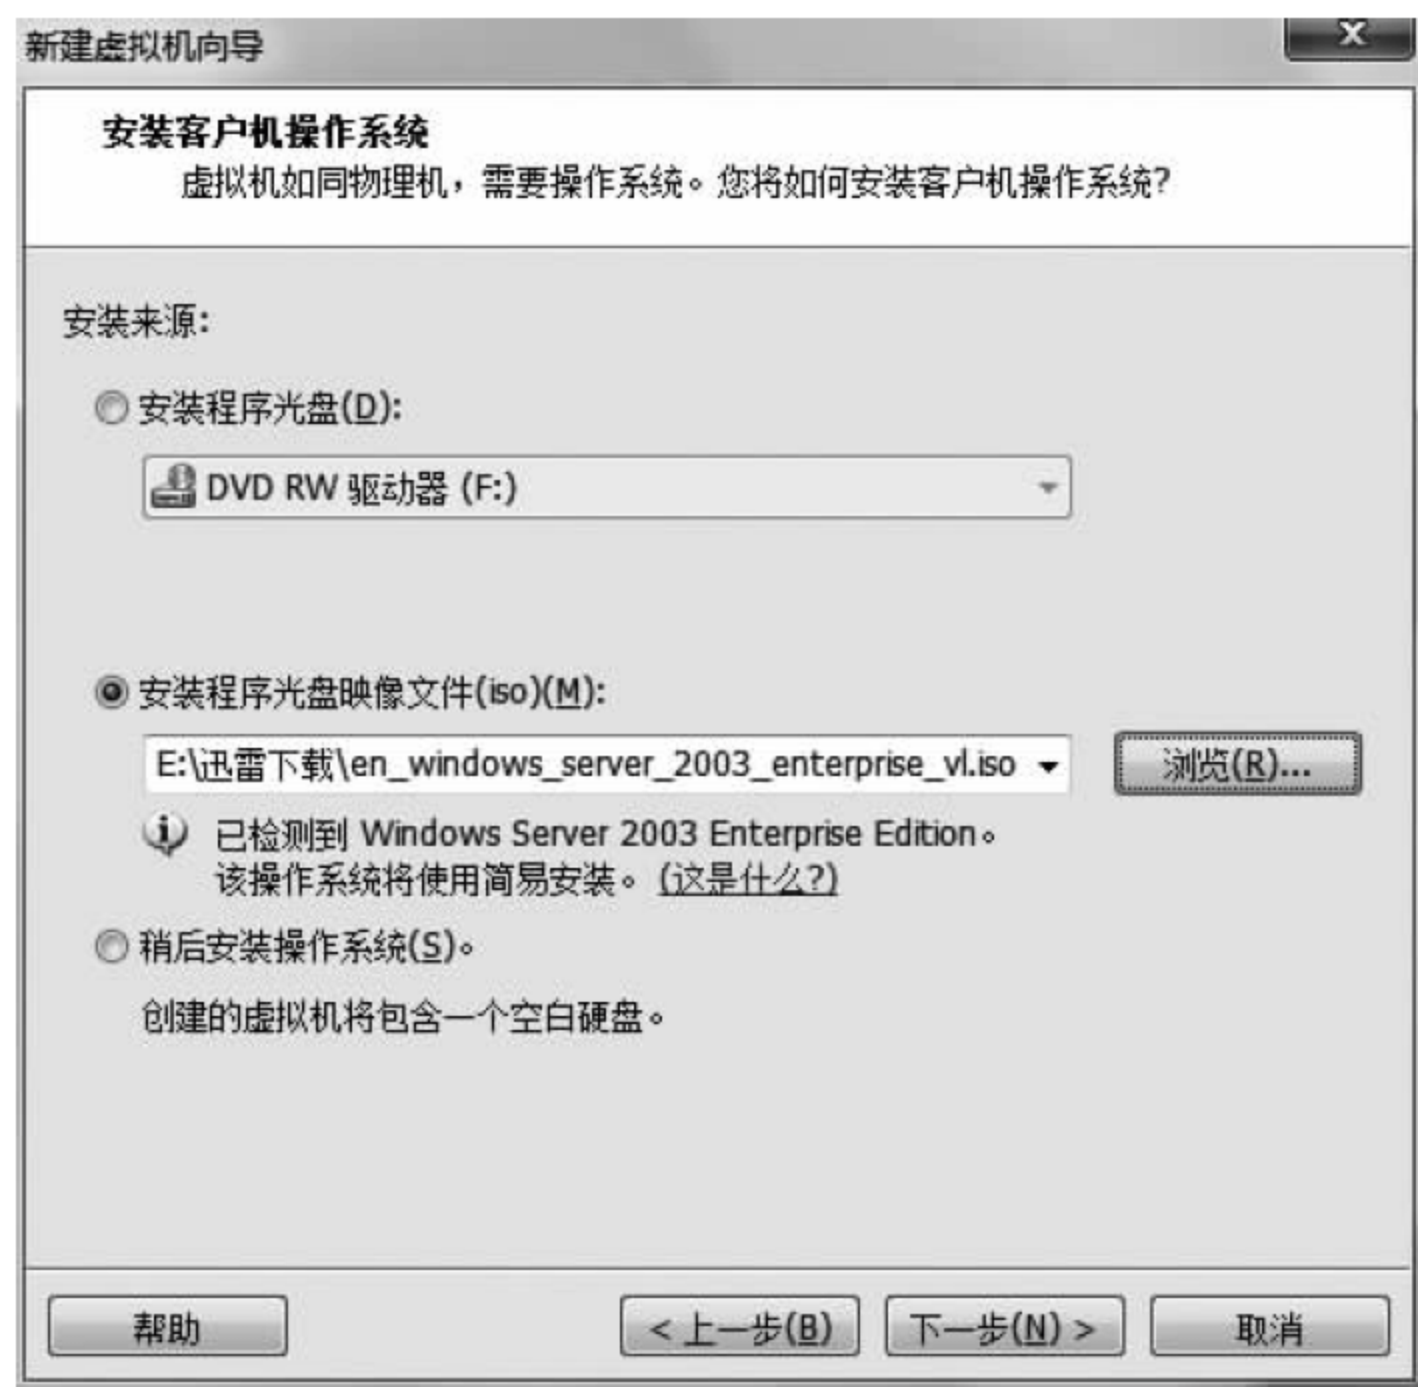 新建虚拟机向导
安装客户机操作系统
虚拟机如同物理机，需要操作系统。您将如何安装客户机操作系统?
安装来源:
安装程序光盘(D):
DVD RW 驱动器 (F:)
安装程序光盘映像文件(iso)(M):
E:\迅雷下载\en_windows_server_2003_enterprise_vl.iso
浏览(R)...
已检测到 Windows Server 2003 Enterprise Edition。
该操作系统将使用简易安装。(这是什么?)
稍后安装操作系统(S)。
创建的虚拟机将包含一个空白硬盘。
帮助
< 上一步(B)
下一步(N) >
取消